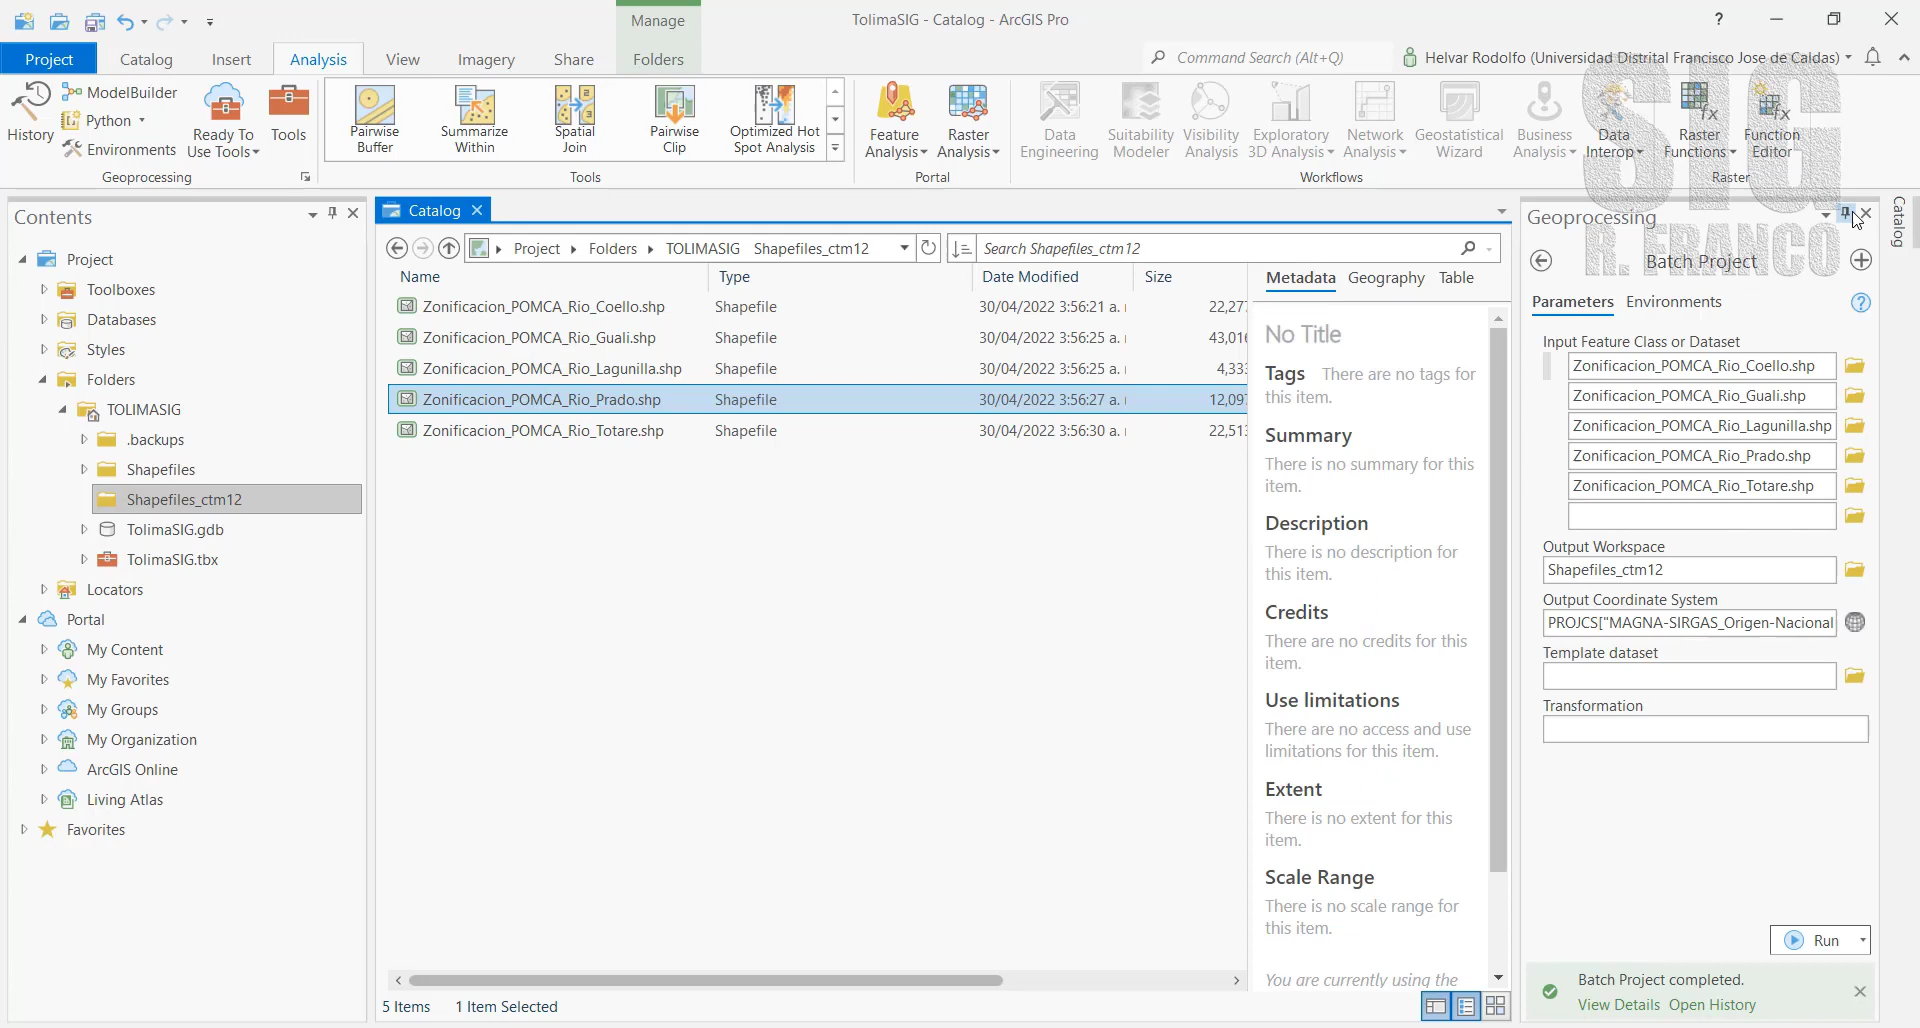 Manage
TolimaSIG - Catalog - ArcGIS Pro
?
Project
Catalog
Insert
Analysis
View
Imagery
Share
Folders
Command Search (Alt+Q)
Helvar Rodolfo (Universidad Distrital Francisco Jose de Caldas)
History
ModelBuilder
Python
Environments
Ready To
Use Tools
Tools
Geoprocessing
Pairwise
Buffer
Summarize
Within
Spatial
Join
Pairwise
Clip
Optimized Hot
Spot Analysis
Tools
Feature
Analysis
Raster
Analysis
Portal
Data
Engineering
Suitability
Modeler
Visibility
Analysis
Exploratory
3D Analysis
Network
Analysis
Geostatistical
Wizard
Business
Analysis
Data
Interop
Workflows
Raster
Functions
Function
Editor
Raster
SIG
R. FRANCO
Contents
Project
Toolboxes
Databases
Styles
Folders
TOLIMASIG
.backups
Shapefiles
Shapefiles_ctm12
TolimaSIG.gdb
TolimaSIG.tbx
Locators
Portal
My Content
My Favorites
My Groups
My Organization
ArcGIS Online
Living Atlas
Favorites
Catalog
Project
Folders
TOLIMASIG
Shapefiles_ctm12
Search Shapefiles_ctm12
Name
Type
Date Modified
Size
Zonificacion_POMCA_Rio_Coello.shp Shapefile 30/04/2022 3:56:21 a. 22,27
Zonificacion_POMCA_Rio_Guali.shp Shapefile 30/04/2022 3:56:25 a. 43,01
Zonificacion_POMCA_Rio_Lagunilla.shp Shapefile 30/04/2022 3:56:25 a. 4,33
Zonificacion_POMCA_Rio_Prado.shp Shapefile 30/04/2022 3:56:27 a. 12,09
Zonificacion_POMCA_Rio_Totare.shp Shapefile 30/04/2022 3:56:30 a. 22,51
5 Items
1 Item Selected
Metadata
Geography
Table
No Title
Tags There are no tags for
this item.
Summary
There is no summary for this
item.
Description
There is no description for
this item.
Credits
There are no credits for this
item.
Use limitations
There are no access and use
limitations for this item.
Extent
There is no extent for this
item.
Scale Range
There is no scale range for
this item.
You are currently using the
Geoprocessing
Batch Project
Parameters
Environments
?
Input Feature Class or Dataset
Zonificacion_POMCA_Rio_Coello.shp
Zonificacion_POMCA_Rio_Guali.shp
Zonificacion_POMCA_Rio_Lagunilla.shp
Zonificacion_POMCA_Rio_Prado.shp
Zonificacion_POMCA_Rio_Totare.shp
Output Workspace
Shapefiles_ctm12
Output Coordinate System
PROJCS["MAGNA-SIRGAS_Origen-Nacional
Template dataset
Transformation
Run
Batch Project completed.
View Details Open History
Catalog